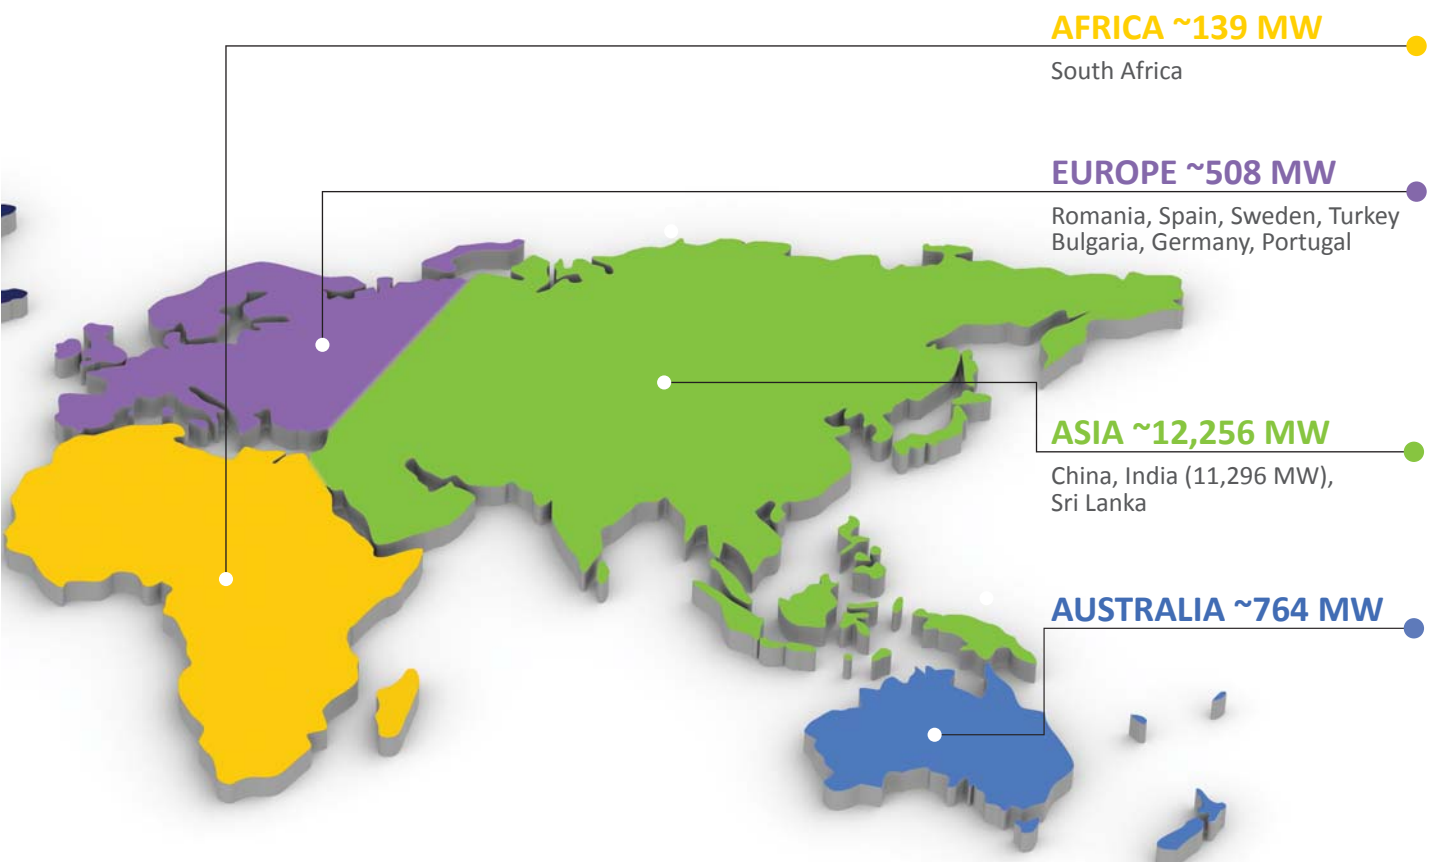 AFRICA ~139 MW
South Africa
EUROPE ~508 MW
Romania, Spain, Sweden, Turkey
Bulgaria, Germany, Portugal
ASIA ~12,256 MW
China, India (11,296 MW),
Sri Lanka
AUSTRALIA ~764 MW